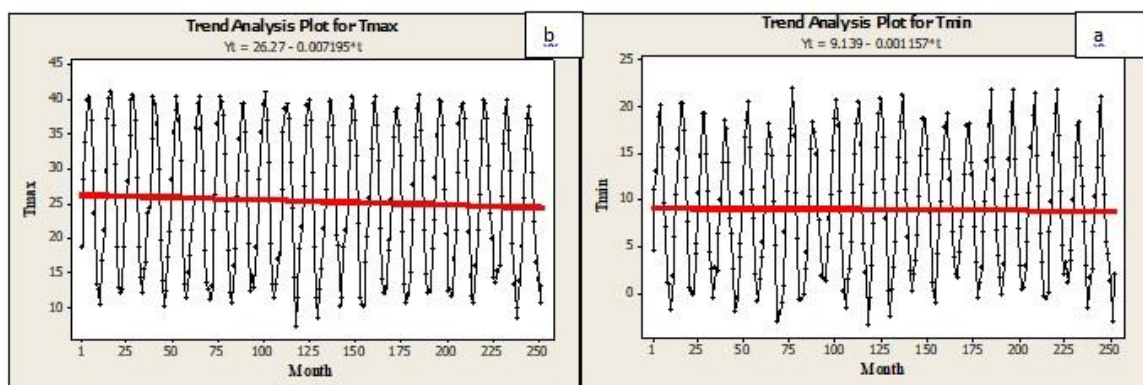 Trend Analysis Plot for Tmax
Yt = 26.27 - 0.007195*t
b
45
40
35
30
25
20
15
10
Tmax
1 25 50 75 100 125 150 175 200 225 250
Month
Trend Analysis Plot for Tmin
Yt = 9.139 - 0.001157*t
a
25
20
15
10
5
0
Tmin
1 25 50 75 100 125 150 175 200 225 250
Month